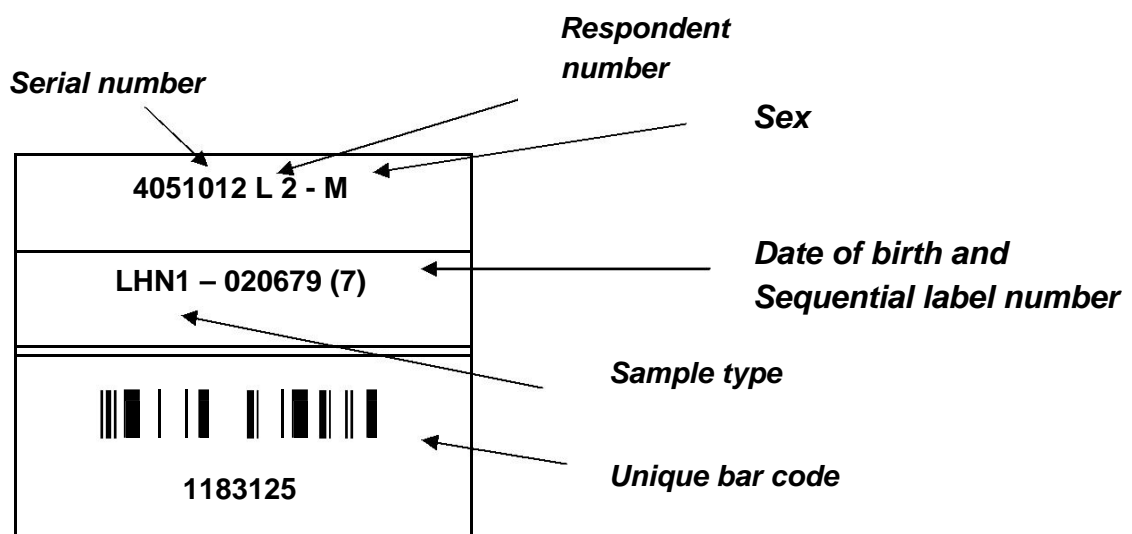 Respondent
number
Serial number
Sex
4051012 L 2 - M
Date of birth and
Sequential label number
LHN1 – 020679 (7)
Sample type
Unique bar code
1183125